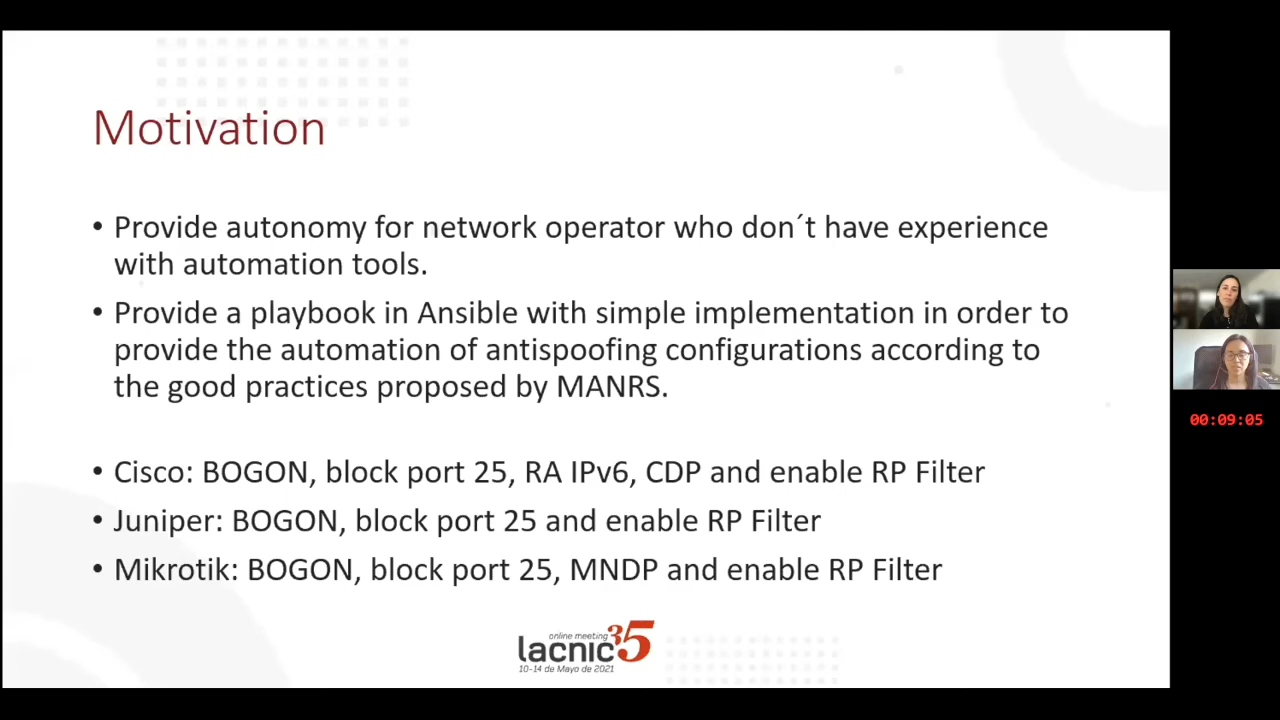 Motivation
• Provide autonomy for network operator who don´t have experience
with automation tools.
• Provide a playbook in Ansible with simple implementation in order to
provide the automation of antispoofing configurations according to
the good practices proposed by MANRS.
• Cisco: BOGON, block port 25, RA IPv6, CDP and enable RP Filter
• Juniper: BOGON, block port 25 and enable RP Filter
• Mikrotik: BOGON, block port 25, MNDP and enable RP Filter
online meeting
lacnic35
10-14 de Mayo de 2021
00:09:05